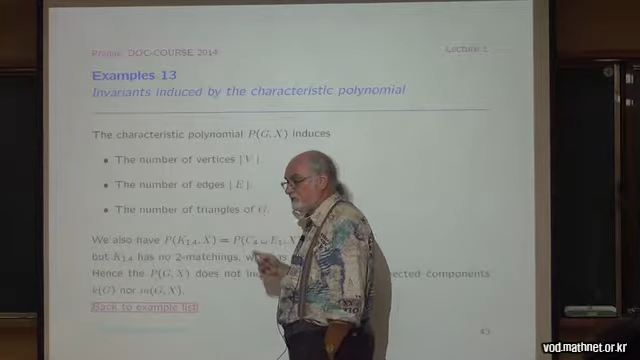 Prague DOC-COURSE 2014
Lecture 1
Examples 13
Invariants induced by the characteristic polynomial
The characteristic polynomial P(G, X) induces
• The number of vertices | V |.
• The number of edges | E |.
• The number of triangles of G.
We also have P(K1,4, X) = P(C4 ⊔ E1, X
but K1,4 has no 2-matchings,
Hence the P(G, X) does not connected components
k(G) nor m(G, X).
Back to example list
43
vod.mathnet.or.kr